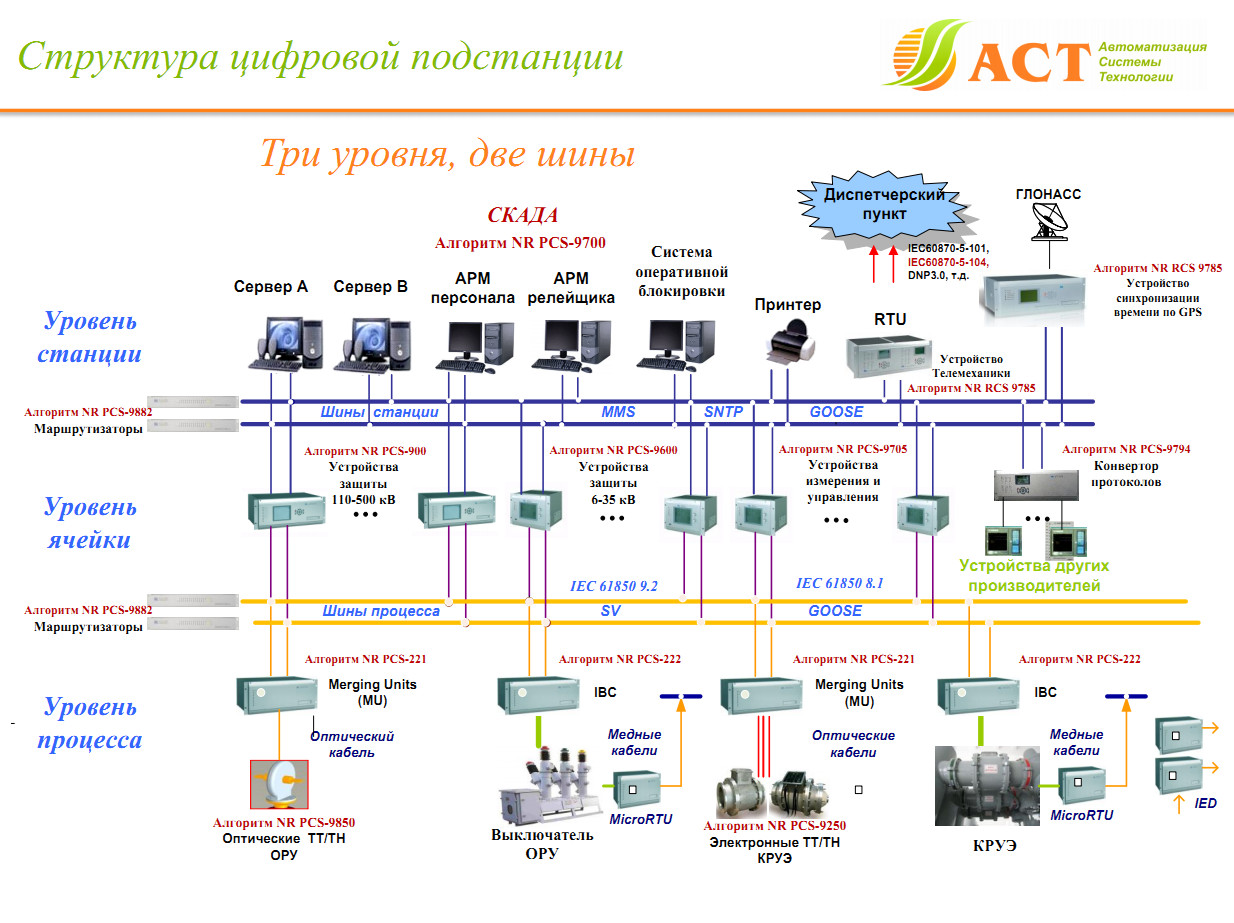 Структура цифровой подстанции
АСТ
Автоматизация
Системы
Технологии
Три уровня, две шины
СКАДА
Алгоритм NR PCS-9700
Диспетчерский
пункт
ГЛОНАСС
IEC60870-5-101,
IEC60870-5-104,
DNP3.0, т.д.
Алгоритм NR RCS 9785
Устройство
синхронизации
времени по GPS
Сервер А
Сервер В
АРМ
персонала
АРМ
релейщика
Система
оперативной
блокировки
Принтер
RTU
Устройство
Телемеханики
Алгоритм NR RCS 9785
Уровень
станции
Алгоритм NR PCS-9882
Маршрутизаторы
Шины станции
MMS
SNTP
GOOSE
Алгоритм NR PCS-900
Устройства
защиты
110-500 кВ
Алгоритм NR PCS-9600
Устройства
защиты
6-35 кВ
Алгоритм NR PCS-9705
Устройства
измерения и
управления
Алгоритм NR PCS-9794
Конвертор
протоколов
Уровень
ячейки
Устройства других
производителей
IEC 61850 9.2
IEC 61850 8.1
Алгоритм NR PCS-9882
Маршрутизаторы
Шины процесса
SV
GOOSE
Алгоритм NR PCS-221
Merging Units
(MU)
Алгоритм NR PCS-222
IBC
Алгоритм NR PCS-221
Merging Units
(MU)
Алгоритм NR PCS-222
IBC
Уровень
процесса
Оптический
кабель
Медные
кабели
Оптические
кабели
Медные
кабели
Алгоритм NR PCS-9850
Оптические ТТ/ТН
ОРУ
Выключатель
ОРУ
MicroRTU
Алгоритм NR PCS-9250
Электронные ТТ/ТН
КРУЭ
КРУЭ
MicroRTU
IED